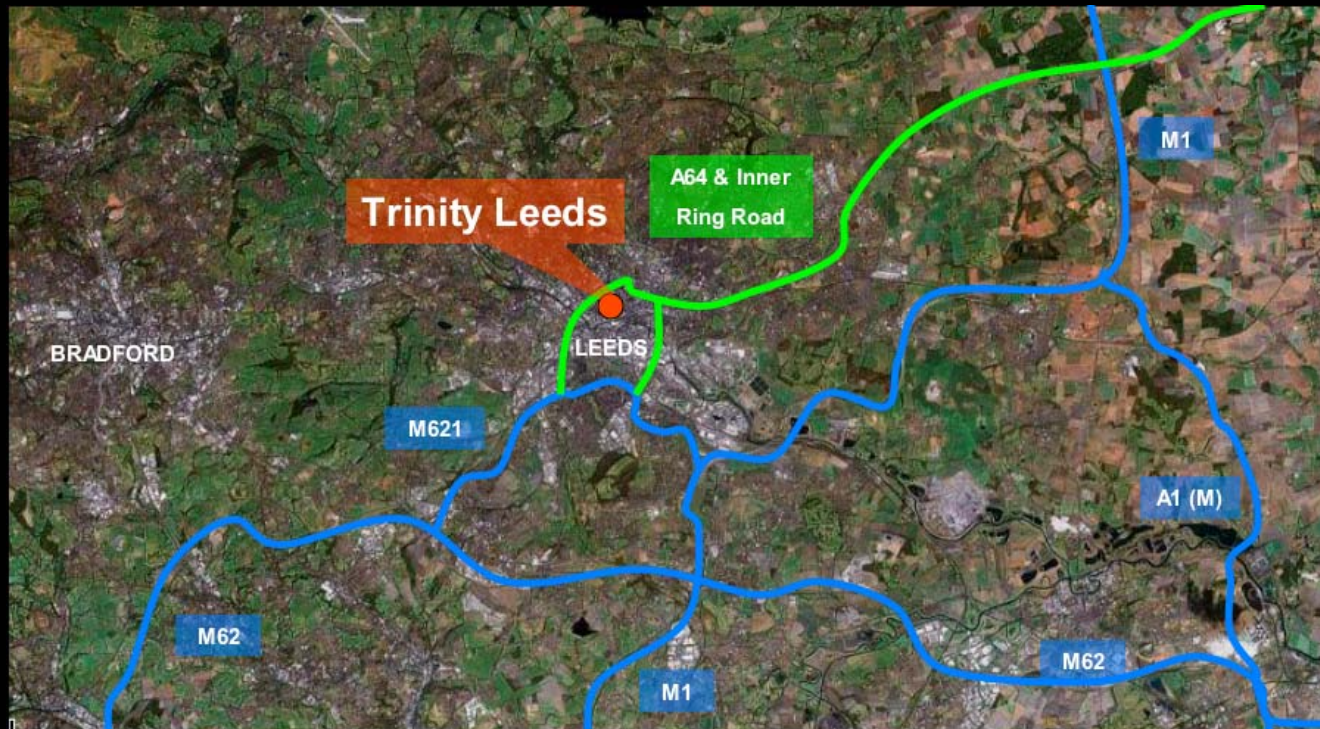 M1
A64 & Inner
Ring Road
Trinity Leeds
BRADFORD
LEEDS
M621
A1 (M)
M62
M62
M1